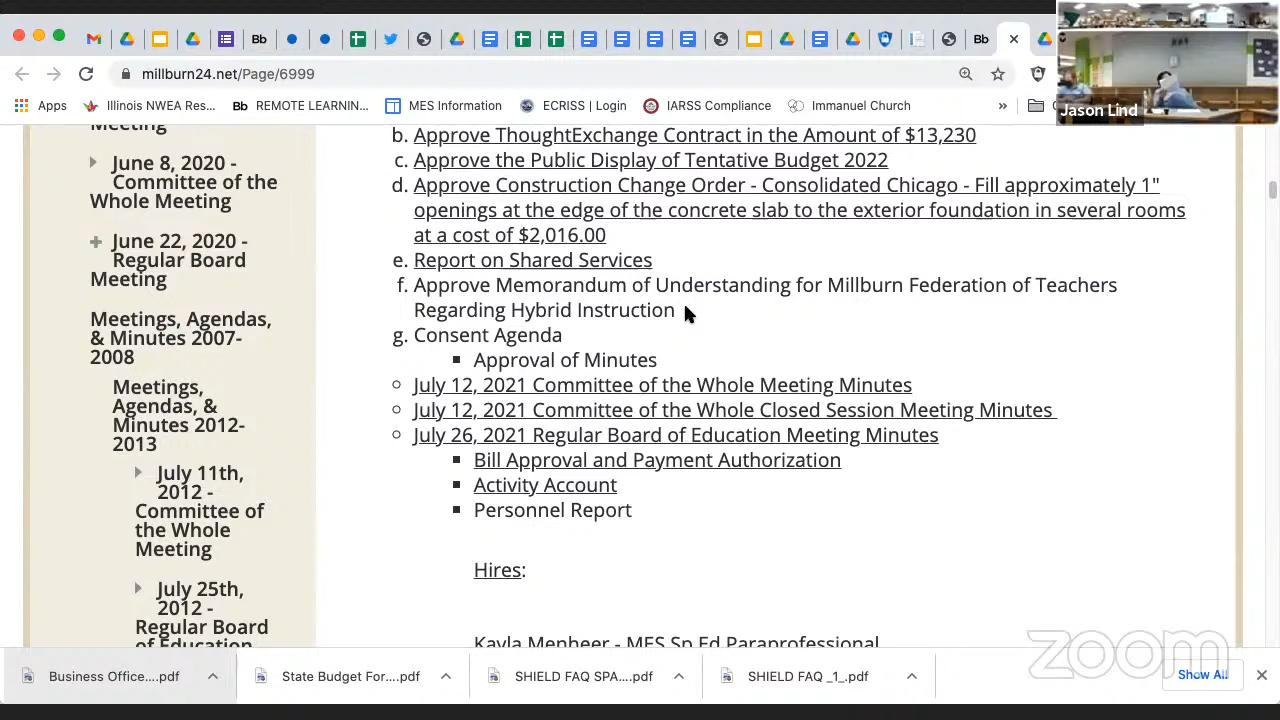 millburn24.net/Page/6999
Apps
Illinois NWEA Res...
Bb REMOTE LEARNIN...
MES Information
ECRISS | Login
IARSS Compliance
Immanuel Church
»
Jason Lind
Meeting
June 8, 2020 -
Committee of the
Whole Meeting
June 22, 2020 -
Regular Board
Meeting
Meetings, Agendas,
& Minutes 2007-
2008
Meetings,
Agendas, &
Minutes 2012-
2013
July 11th,
2012 -
Committee of
the Whole
Meeting
July 25th,
2012 -
Regular Board
of Education
b. Approve ThoughtExchange Contract in the Amount of $13,230
c. Approve the Public Display of Tentative Budget 2022
d. Approve Construction Change Order - Consolidated Chicago - Fill approximately 1"
openings at the edge of the concrete slab to the exterior foundation in several rooms
at a cost of $2,016.00
e. Report on Shared Services
f. Approve Memorandum of Understanding for Millburn Federation of Teachers
Regarding Hybrid Instruction
g. Consent Agenda
Approval of Minutes
July 12, 2021 Committee of the Whole Meeting Minutes
July 12, 2021 Committee of the Whole Closed Session Meeting Minutes
July 26, 2021 Regular Board of Education Meeting Minutes
Bill Approval and Payment Authorization
Activity Account
Personnel Report
Hires:
Kayla Menheer - MES Sp Ed Paraprofessional
zoom
Business Office....pdf
State Budget For....pdf
SHIELD FAQ SPA....pdf
SHIELD FAQ _1_.pdf
Show All